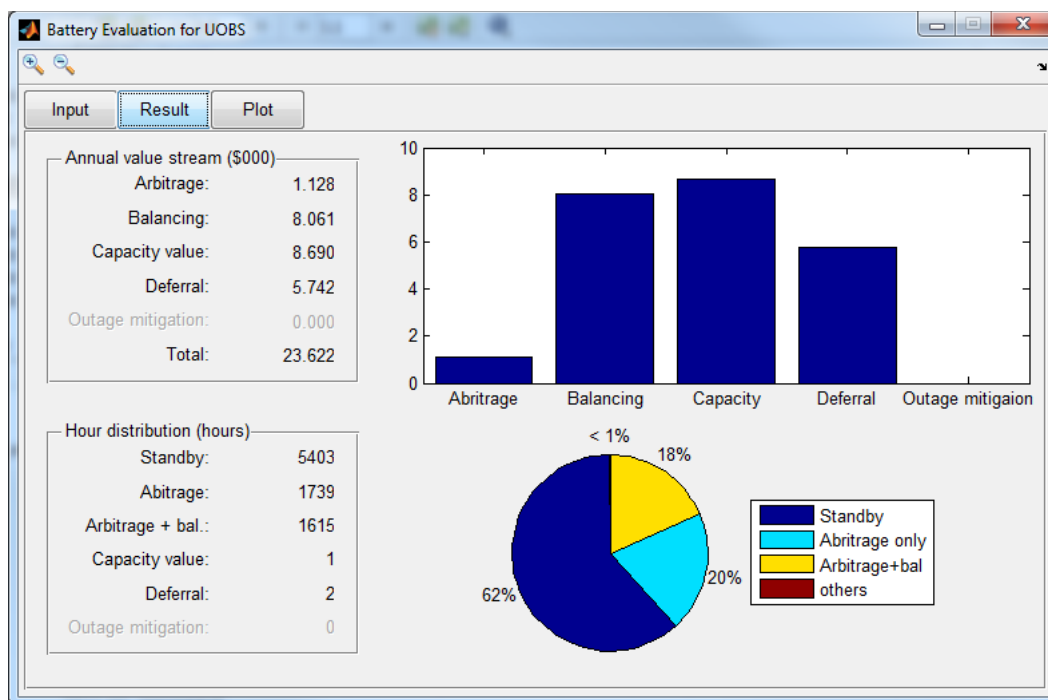 Battery Evaluation for UOBS
Input Result Plot
Annual value stream ($000)
Arbitrage: 1.128
Balancing: 8.061
Capacity value: 8.690
Deferral: 5.742
Outage mitigation: 0.000
Total: 23.622
10
8
6
4
2
0
Abritrage Balancing Capacity Deferral Outage mitigaion
Hour distribution (hours)
Standby: 5403
Abitrage: 1739
Arbitrage + bal.: 1615
Capacity value: 1
Deferral: 2
Outage mitigation: 0
< 1%
18%
20%
62%
Standby
Abritrage only
Arbitrage+bal
others